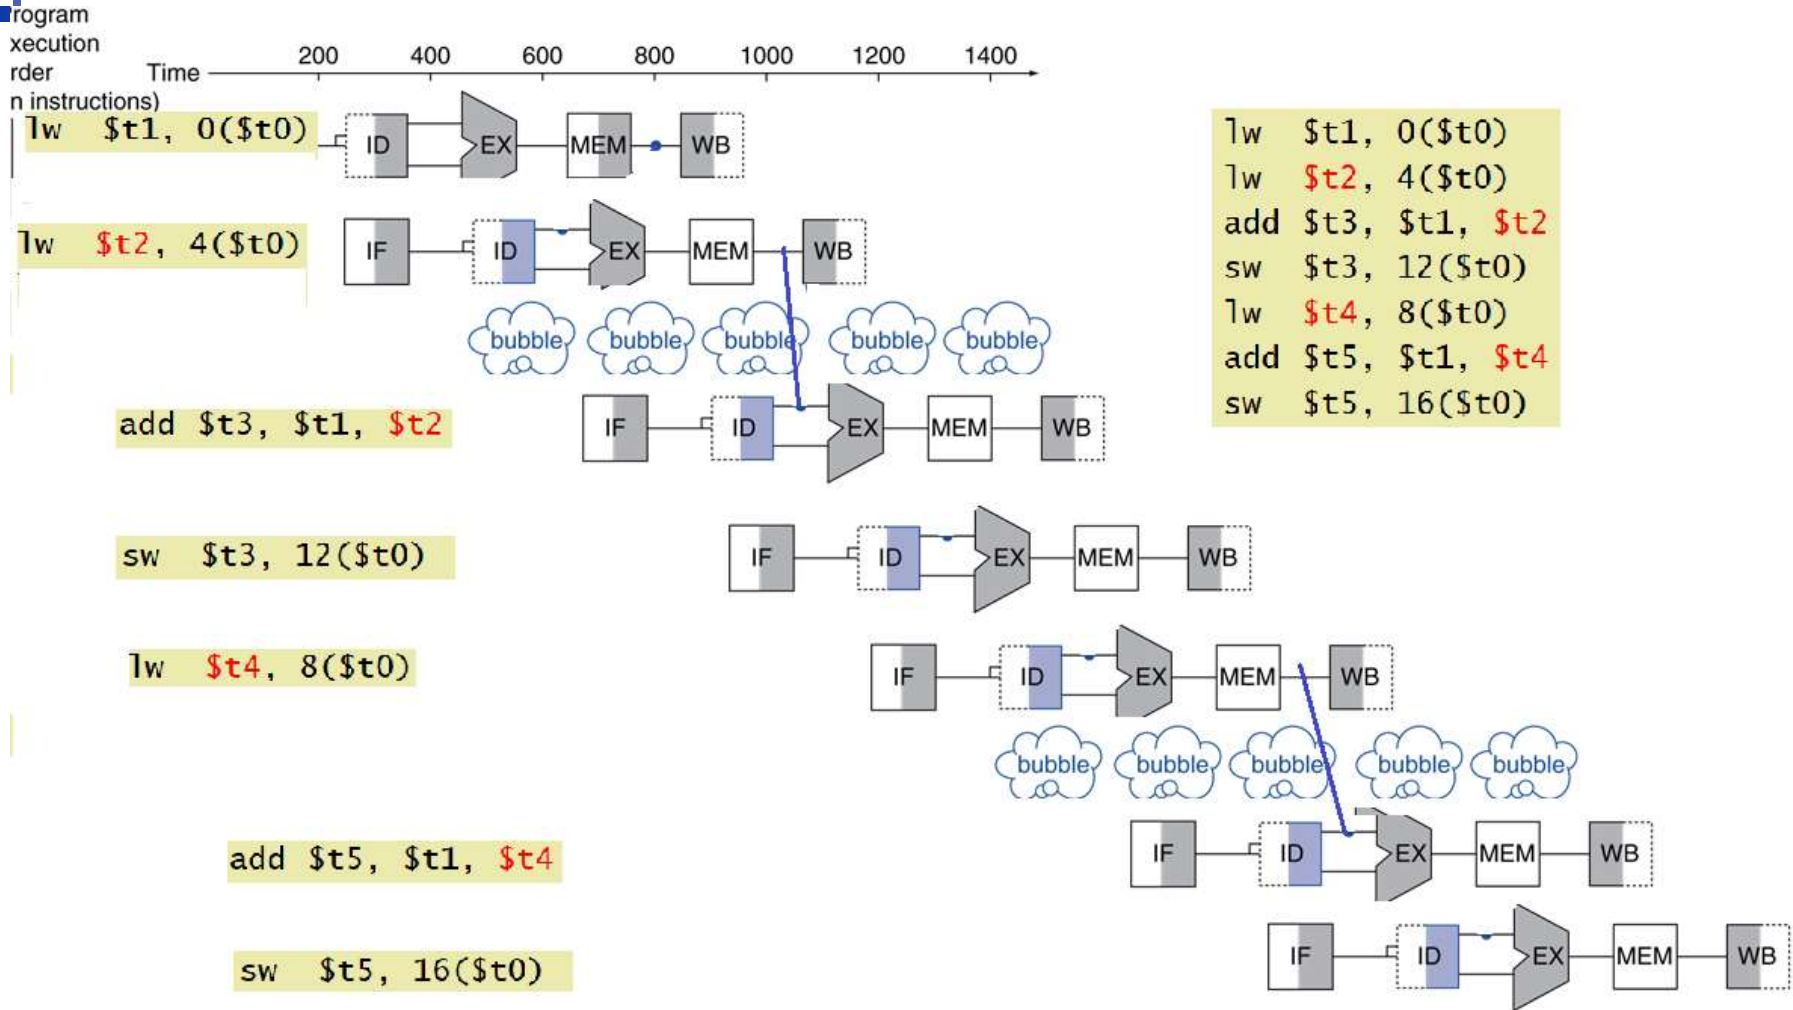 rogram
xecution
rder Time
n instructions)
200 400 600 800 1000 1200 1400
lw $t1, 0($t0)
ID EX MEM WB
lw $t2, 4($t0)
IF ID EX MEM WB
bubble bubble bubble bubble bubble
add $t3, $t1, $t2
IF ID EX MEM WB
sw $t3, 12($t0)
IF ID EX MEM WB
lw $t4, 8($t0)
IF ID EX MEM WB
bubble bubble bubble bubble bubble
add $t5, $t1, $t4
IF ID EX MEM WB
sw $t5, 16($t0)
IF ID EX MEM WB
lw $t1, 0($t0)
lw $t2, 4($t0)
add $t3, $t1, $t2
sw $t3, 12($t0)
lw $t4, 8($t0)
add $t5, $t1, $t4
sw $t5, 16($t0)